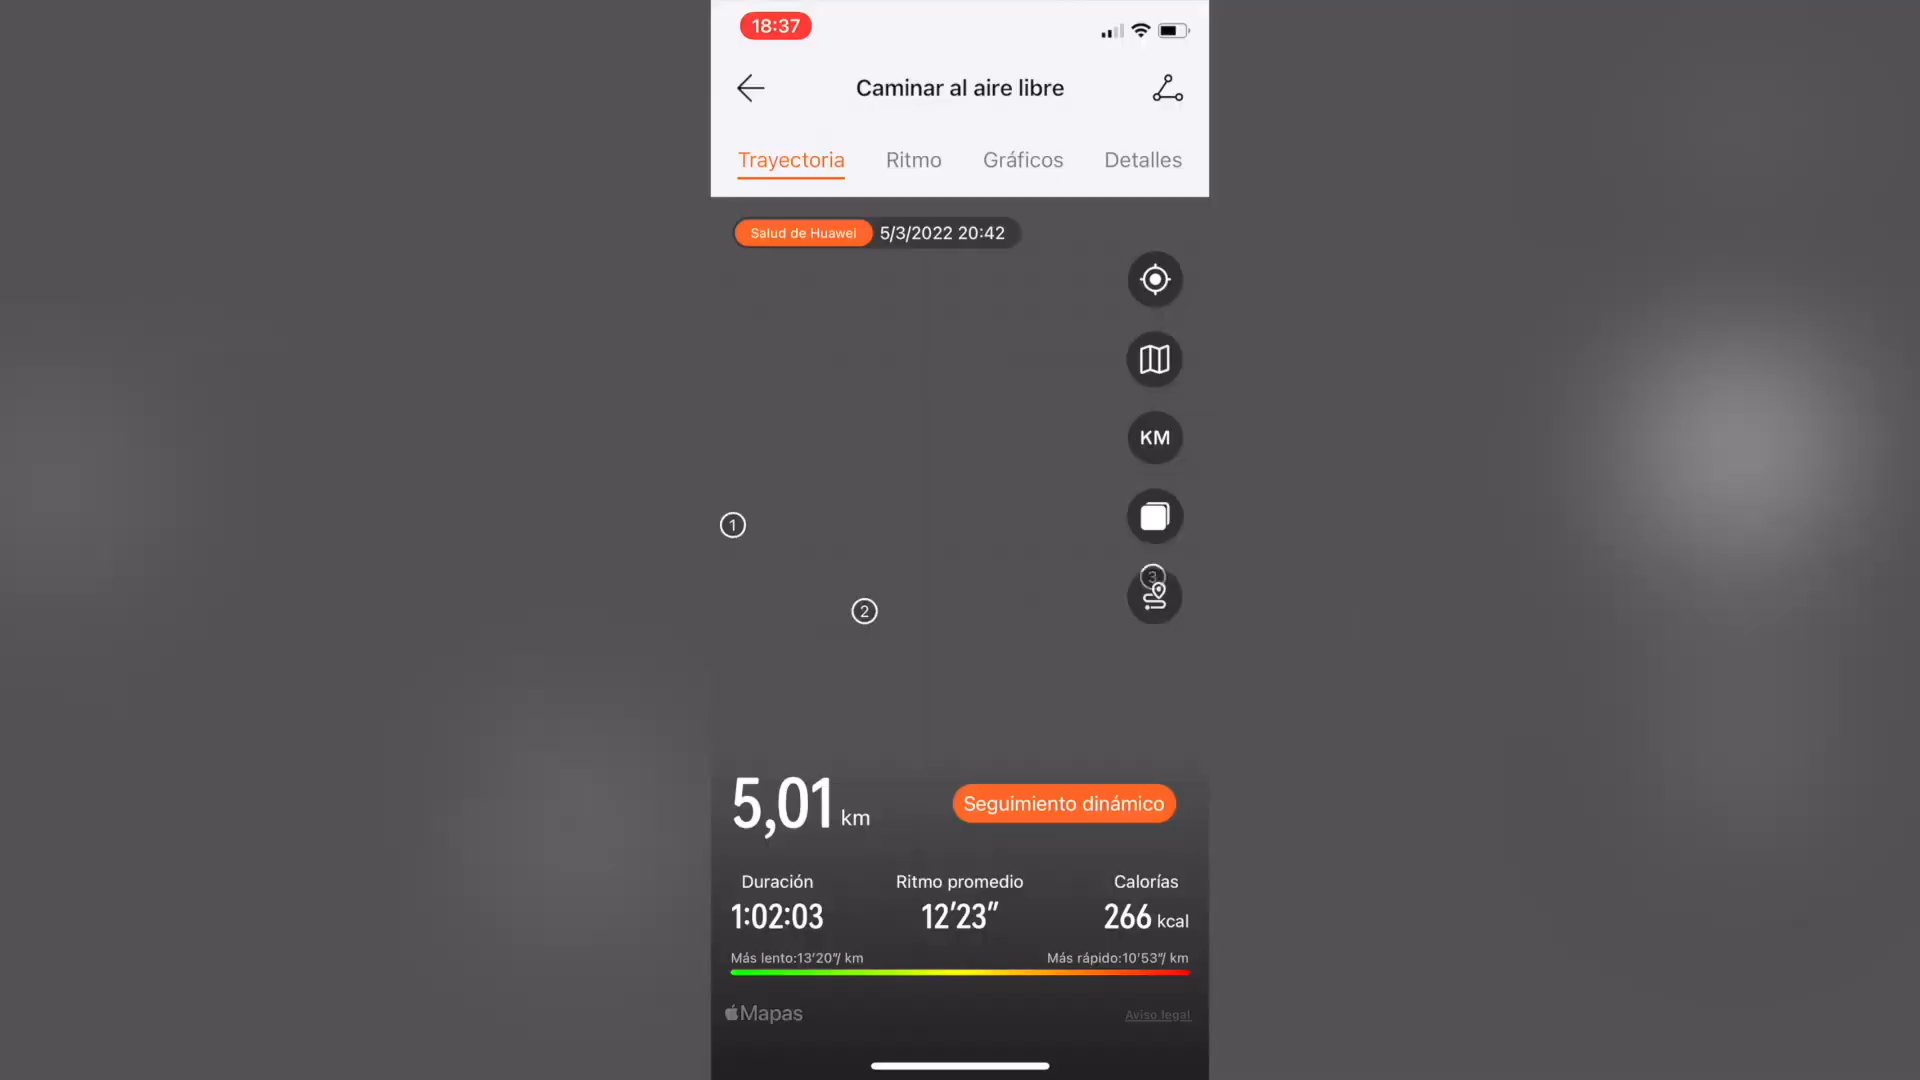 18:37
Caminar al aire libre
Trayectoria Ritmo Gráficos Detalles
Salud de Huawei 5/3/2022 20:42
KM
1
3
2
5,01 km
Seguimiento dinámico
Duración Ritmo promedio Calorías
1:02:03 12'23" 266 kcal
Más lento:13'20"/ km Más rápido:10'53"/ km
Mapas Aviso legal